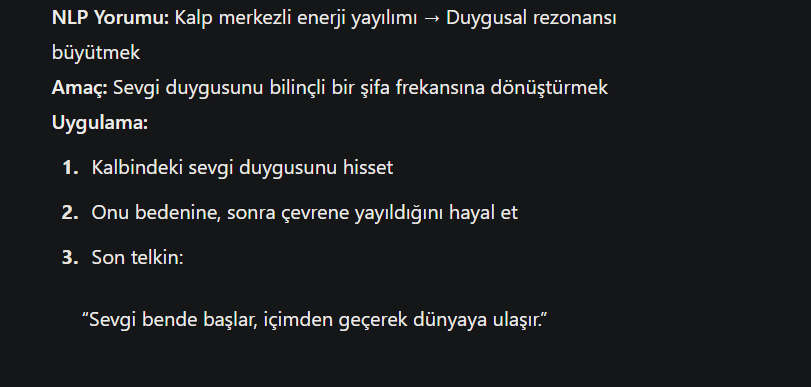 NLP Yorumu: Kalp merkezli enerji yayılımı → Duygusal rezonansı
büyütmek
Amaç: Sevgi duygusunu bilinçli bir şifa frekansına dönüştürmek
Uygulama:
1. Kalbindeki sevgi duygusunu hisset
2. Onu bedenine, sonra çevrene yayıldığını hayal et
3. Son telkin:
“Sevgi bende başlar, içimden geçerek dünyaya ulaşır.”